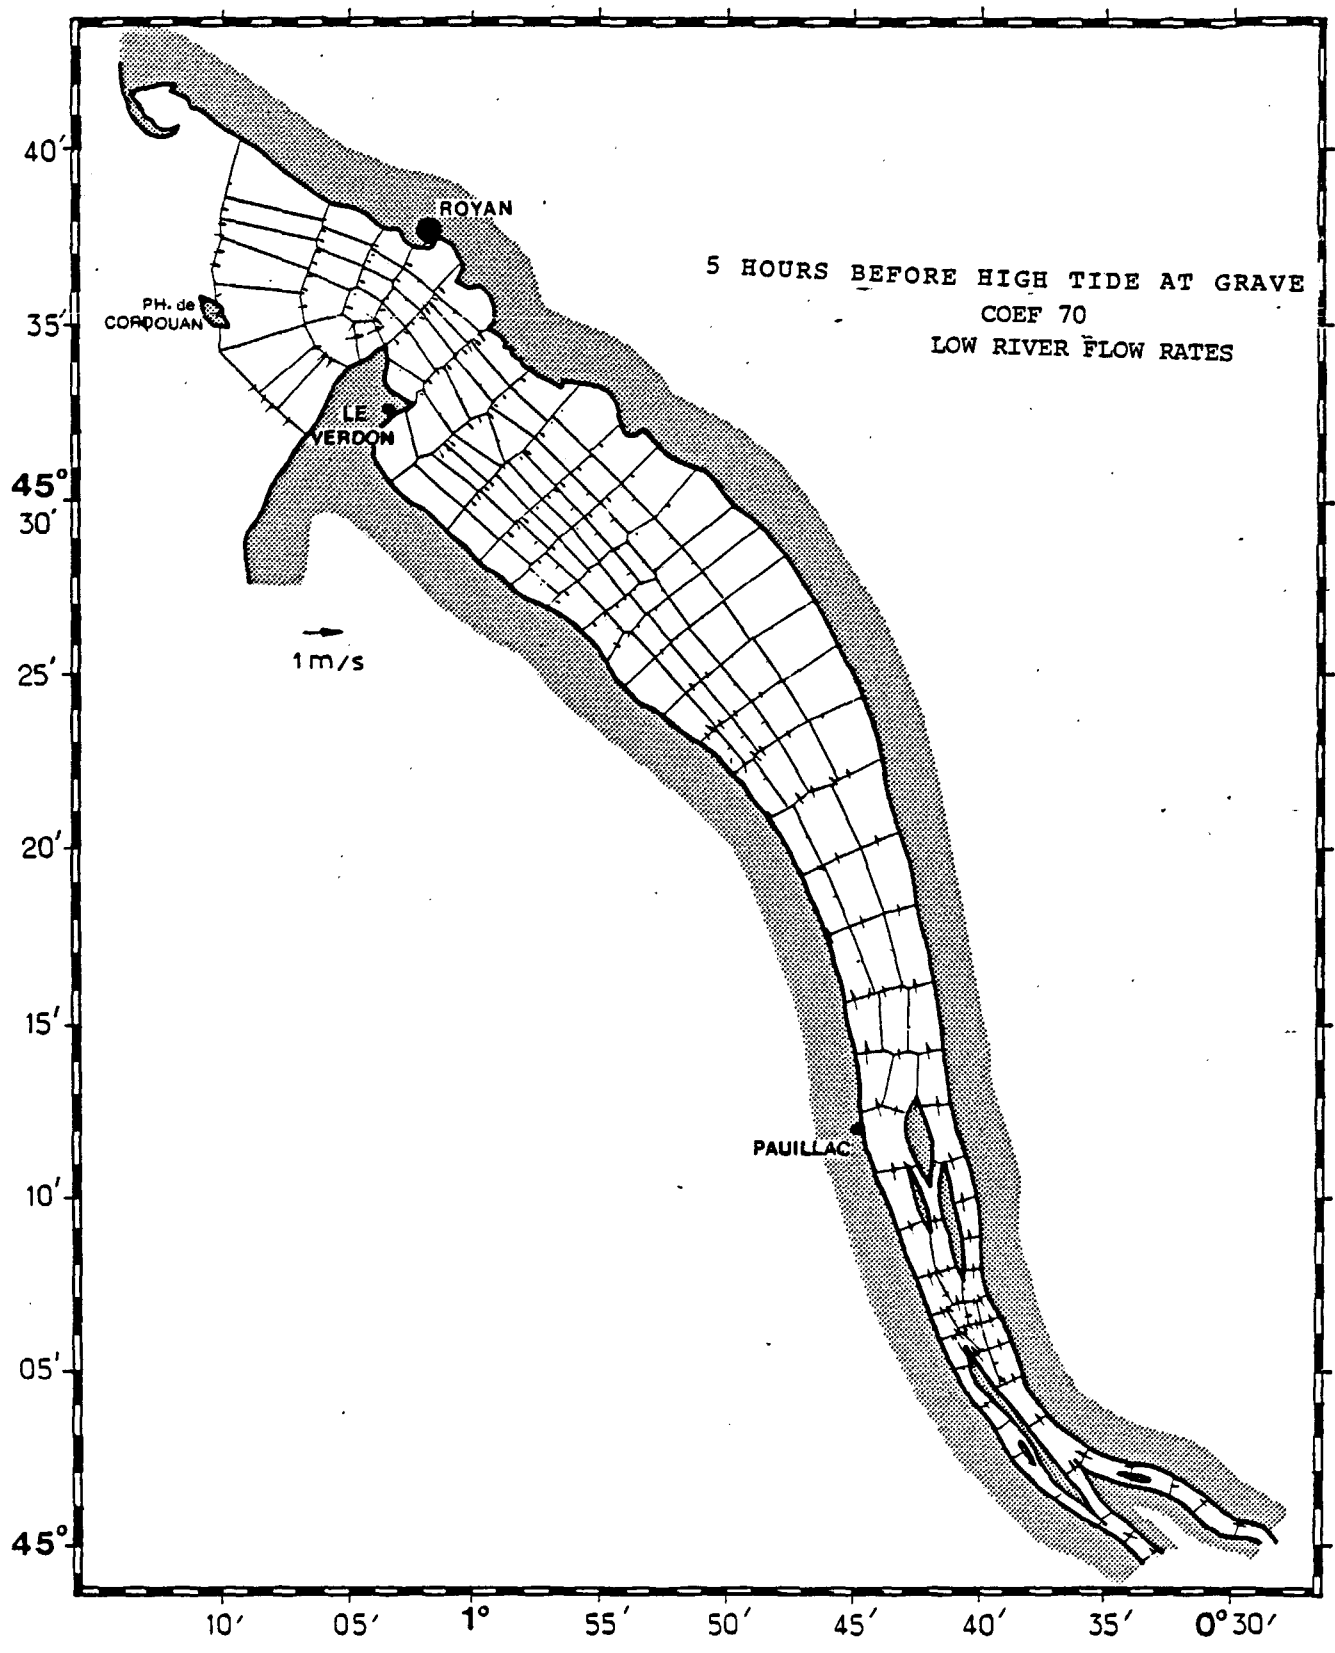 40′
ROYAN
5 HOURS BEFORE HIGH TIDE AT GRAVE
COEF 70
LOW RIVER FLOW RATES
PH. de
CORDOUAN
35′
LE
VERDON
45°
30′
1 m/s
25′
20′
15′
PAUILLAC
10′
05′
45°
10′ 05′ 1° 55′ 50′ 45′ 40′ 35′ 0°30′